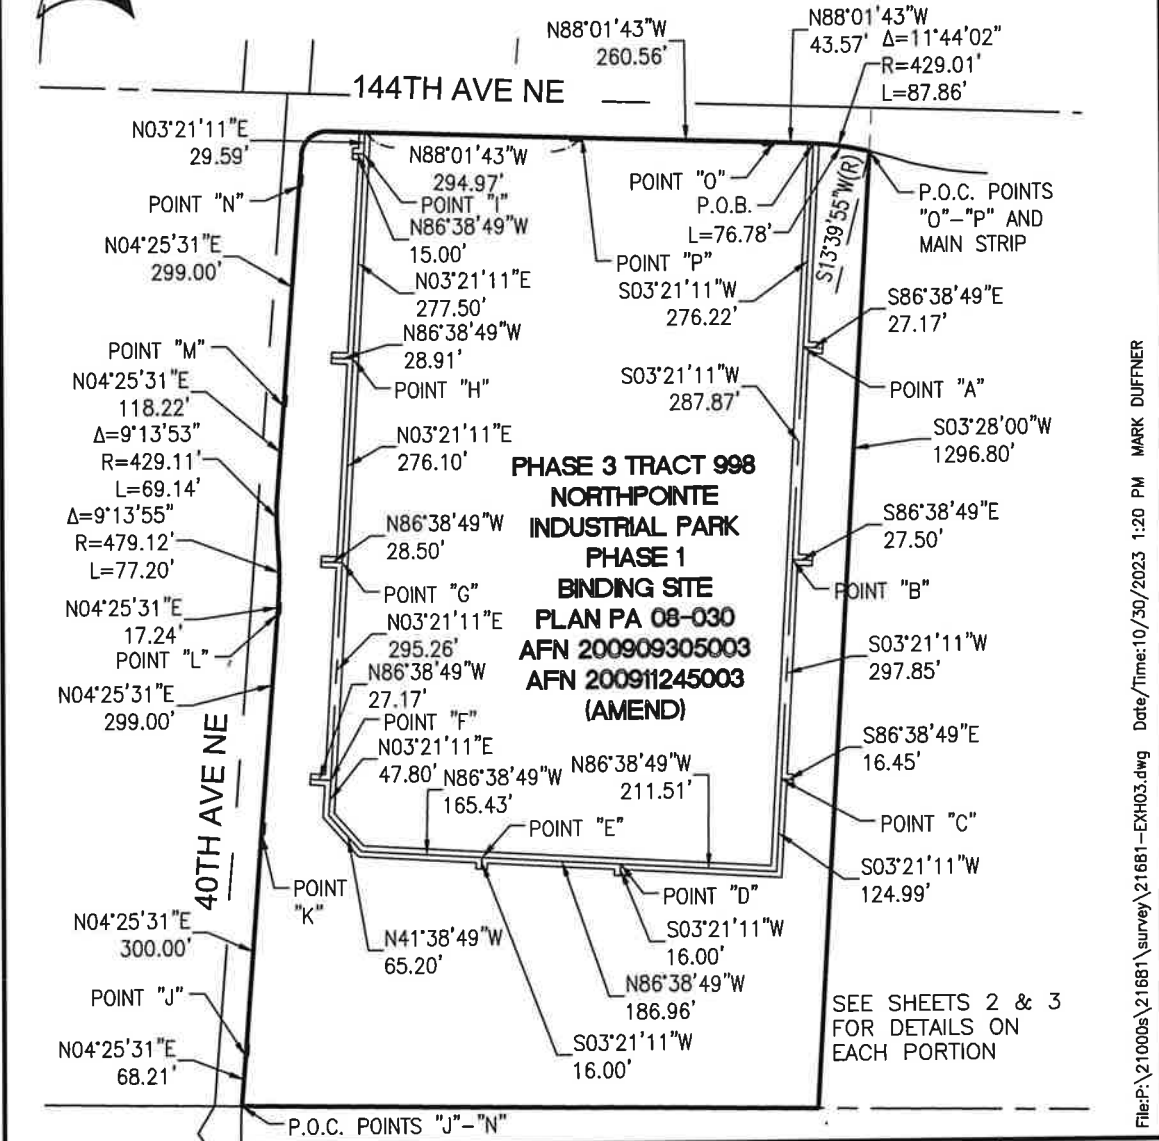 N88°01'43"W
260.56'
N88°01'43"W
43.57'
Δ=11°44'02"
R=429.01'
L=87.86'
144TH AVE NE
N03°21'11"E
29.59'
POINT "N"
N04°25'31"E
299.00'
N88°01'43"W
294.97'
POINT "I"
N86°38'49"W
15.00'
N03°21'11"E
277.50'
N86°38'49"W
28.91'
POINT "H"
POINT "O"
P.O.B.
L=76.78'
POINT "P"
S03°21'11"W
276.22'
S13°39'55"W(R)
P.O.C. POINTS
"O"-"P" AND
MAIN STRIP
S86°38'49"E
27.17'
POINT "A"
S03°21'11"W
287.87'
S03°28'00"W
1296.80'
POINT "M"
N04°25'31"E
118.22'
Δ=9°13'53"
R=429.11'
L=69.14'
Δ=9°13'55"
R=479.12'
L=77.20'
N04°25'31"E
17.24'
POINT "L"
N04°25'31"E
299.00'
N03°21'11"E
276.10'
N86°38'49"W
28.50'
POINT "G"
N03°21'11"E
295.26'
N86°38'49"W
27.17'
POINT "F"
N03°21'11"E
47.80'
PHASE 3 TRACT 998
NORTHPOINTE
INDUSTRIAL PARK
PHASE 1
BINDING SITE
PLAN PA 08-030
AFN 200909305003
AFN 200911245003
(AMEND)
S86°38'49"E
27.50'
POINT "B"
S03°21'11"W
297.85'
S86°38'49"E
16.45'
POINT "C"
S03°21'11"W
124.99'
N86°38'49"W
165.43'
N86°38'49"W
211.51'
POINT "E"
POINT "D"
S03°21'11"W
16.00'
N86°38'49"W
186.96'
S03°21'11"W
16.00'
N41°38'49"W
65.20'
40TH AVE NE
POINT
"K"
N04°25'31"E
300.00'
POINT "J"
N04°25'31"E
68.21'
P.O.C. POINTS "J"-"N"
SEE SHEETS 2 & 3
FOR DETAILS ON
EACH PORTION
File:P:\21000s\21681\survey\21681-EXH03.dwg Date/Time:10/30/2023 1:20 PM MARK DUFFNER